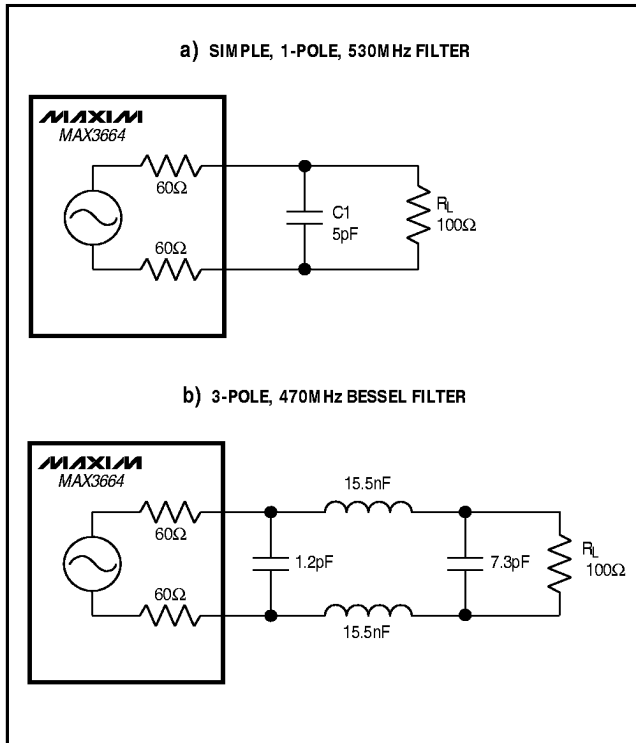 a) SIMPLE, 1-POLE, 530MHz FILTER
MAXIM
MAX3664
60Ω
60Ω
C1
5pF
RL
100Ω
b) 3-POLE, 470MHz BESSEL FILTER
MAXIM
MAX3664
60Ω
60Ω
15.5nF
1.2pF
7.3pF
15.5nF
RL
100Ω